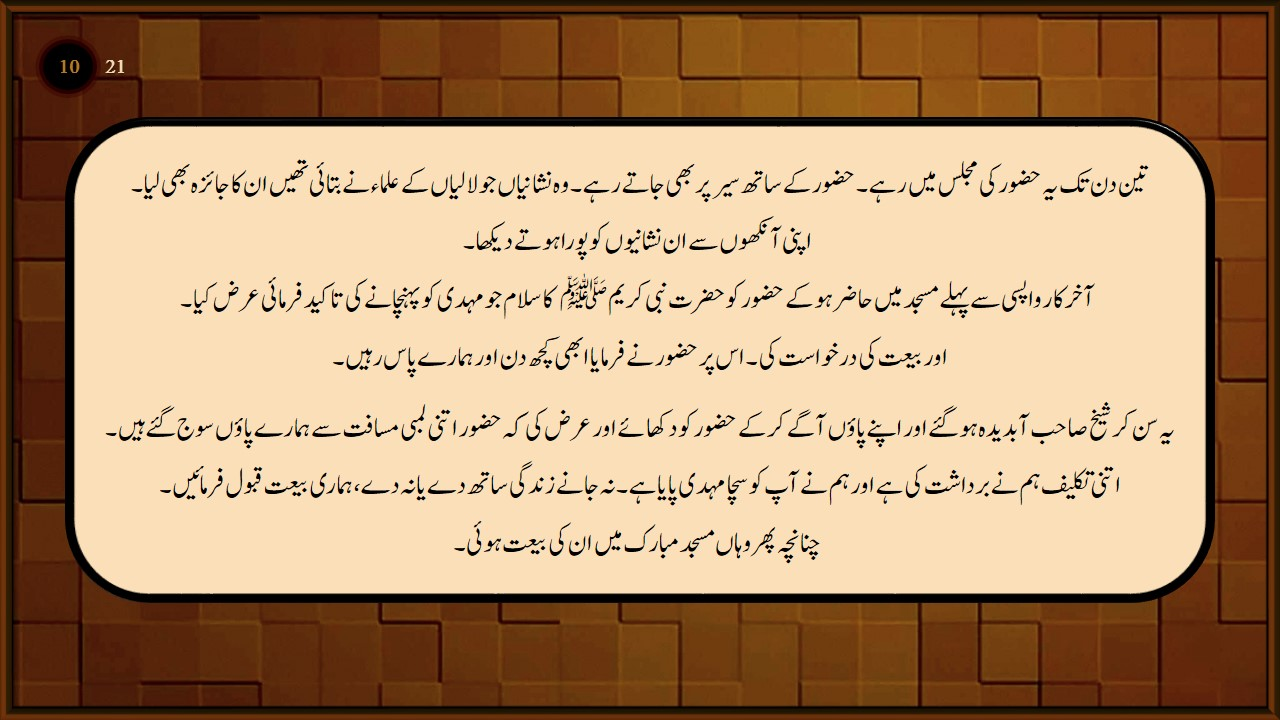 10 21
تین دن تک یہ حضور کی مجلس میں رہے۔ حضور کے ساتھ سیر پر بھی جاتے رہے۔ وہ نشانیاں جو لالیاں کے علماء نے بتائی تھیں ان کا جائزہ بھی لیا۔
اپنی آنکھوں سے ان نشانیوں کو پورا ہوتے دیکھا۔
آخر کار واپسی سے پہلے مسجد میں حاضر ہو کے حضور کو حضرت نبی کریم ﷺ کا سلام جو مہدی کو پہنچانے کی تاکید فرمائی عرض کیا۔
اور بیعت کی درخواست کی۔ اس پر حضور نے فرمایا ابھی کچھ دن اور ہمارے پاس رہیں۔
یہ سن کر شیخ صاحب آبدیدہ ہو گئے اور اپنے پاؤں آگے کر کے حضور کو دکھائے اور عرض کی کہ حضور اتنی لمبی مسافت سے ہمارے پاؤں سوج گئے ہیں۔
اتنی تکلیف ہم نے برداشت کی ہے اور ہم نے آپ کو سچا مہدی پایا ہے۔ نہ جانے زندگی ساتھ دے یا نہ دے، ہماری بیعت قبول فرمائیں۔
چنانچہ پھر وہاں مسجد مبارک میں ان کی بیعت ہوئی۔